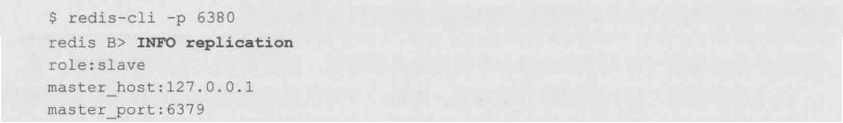 $ redis-cli -p 6380
redis B> INFO replication
role:slave
master_host:127.0.0.1
master_port:6379